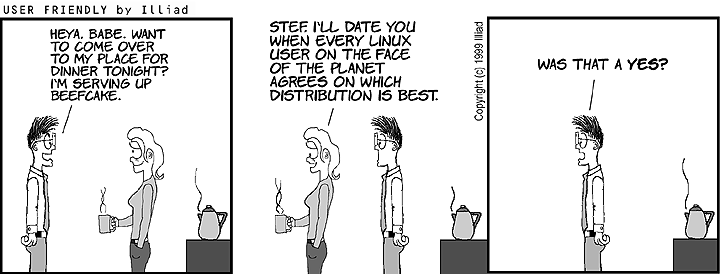 USER FRIENDLY by Illiad
HEYA, BABE. WANT
TO COME OVER
TO MY PLACE FOR
DINNER TONIGHT?
I'M SERVING UP
BEEFCAKE.
STEF. I'LL DATE YOU
WHEN EVERY LINUX
USER ON THE FACE
OF THE PLANET
AGREES ON WHICH
DISTRIBUTION IS BEST.
Copyright (c) 1999 Illiad
WAS THAT A YES?